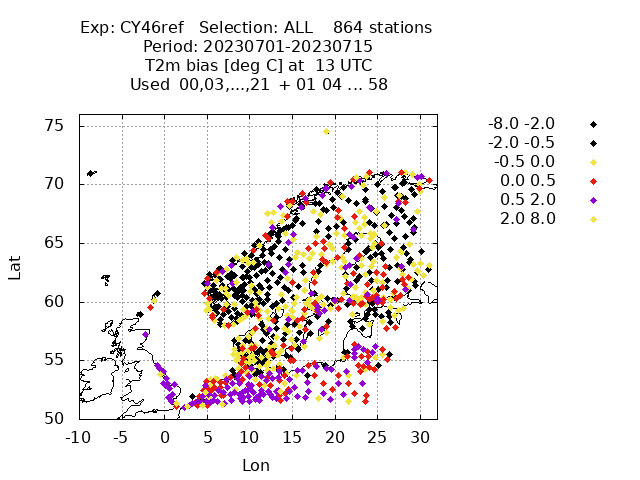 Exp: CY46ref   Selection: ALL    864 stations
Period: 20230701-20230715
T2m bias [deg C] at  13 UTC
Used  00,03,...,21  + 01 04 ... 58
-8.0 -2.0
-2.0 -0.5
-0.5 0.0
0.0 0.5
0.5 2.0
2.0 8.0
75
70
65
60
55
50
Lat
-10 -5 0 5 10 15 20 25 30
Lon